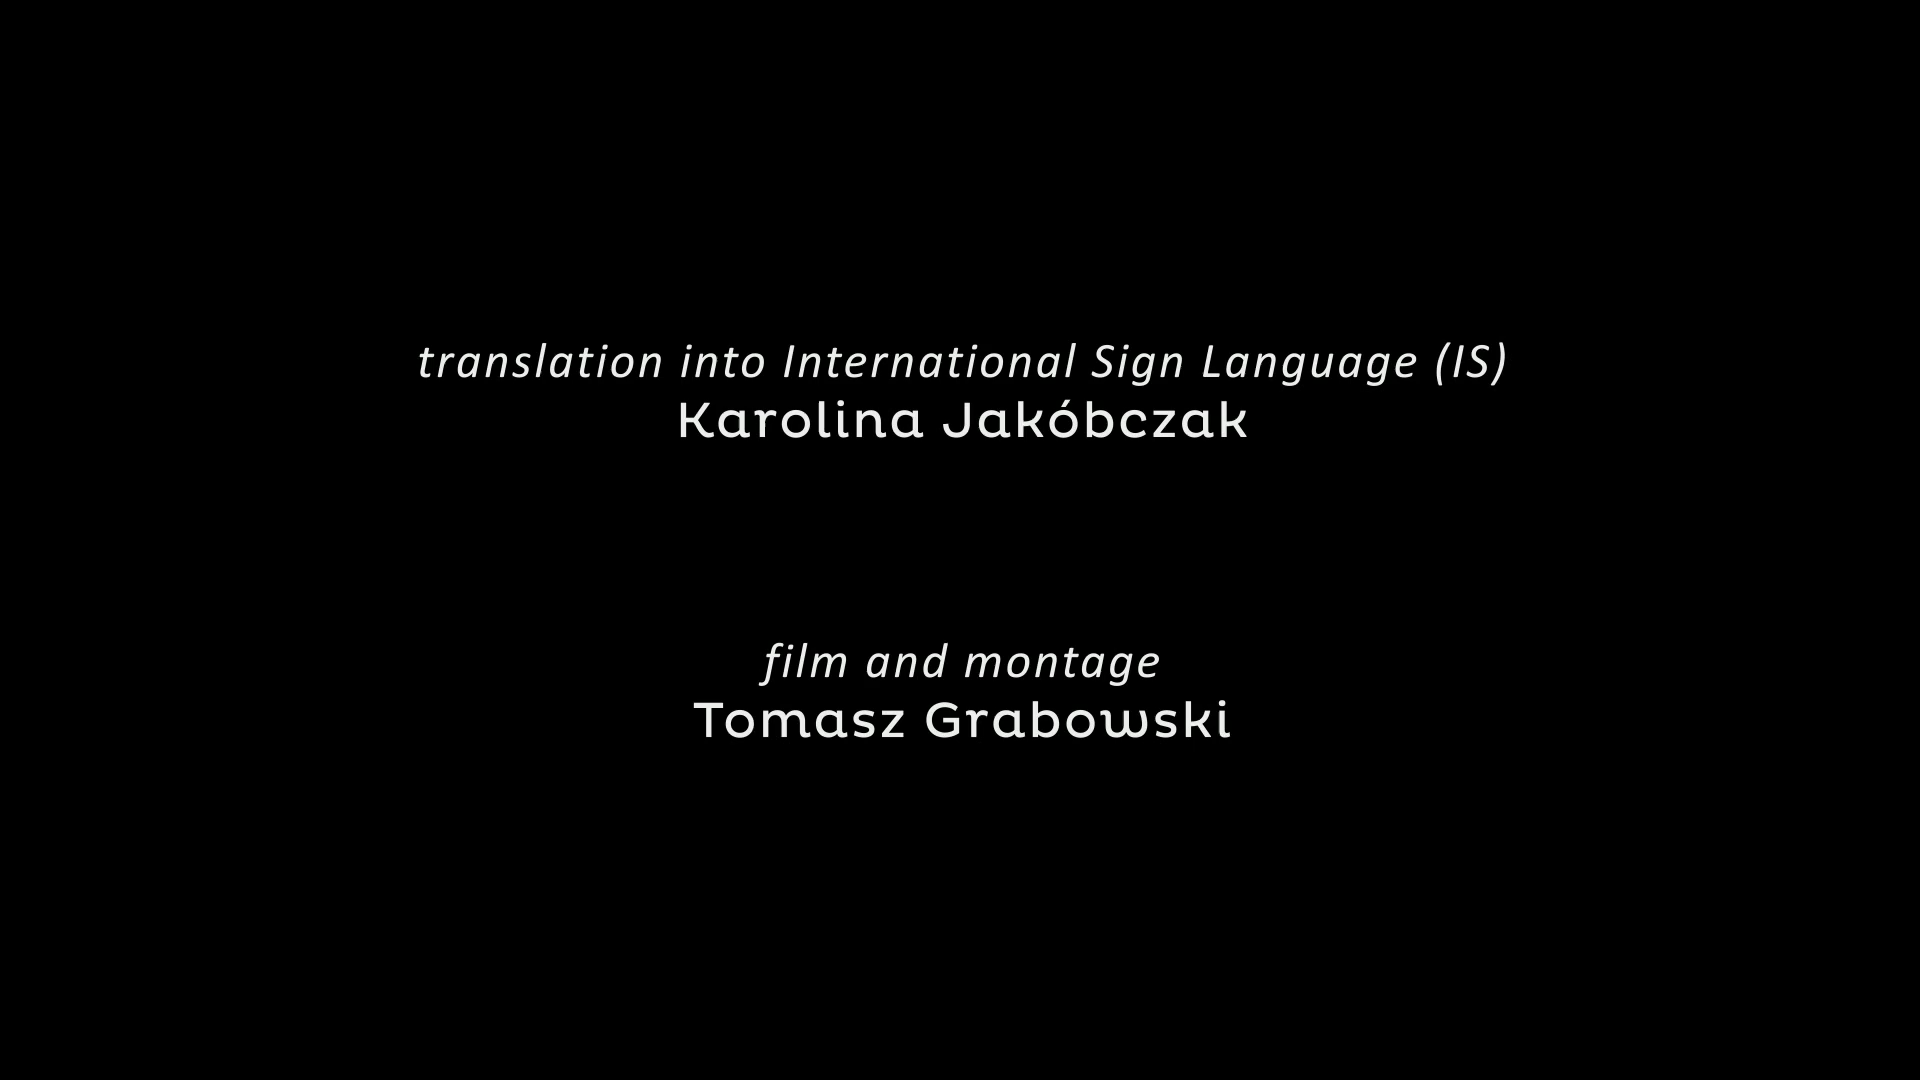 translation into International Sign Language (IS)
Karolina Jakóbczak
film and montage
Tomasz Grabowski